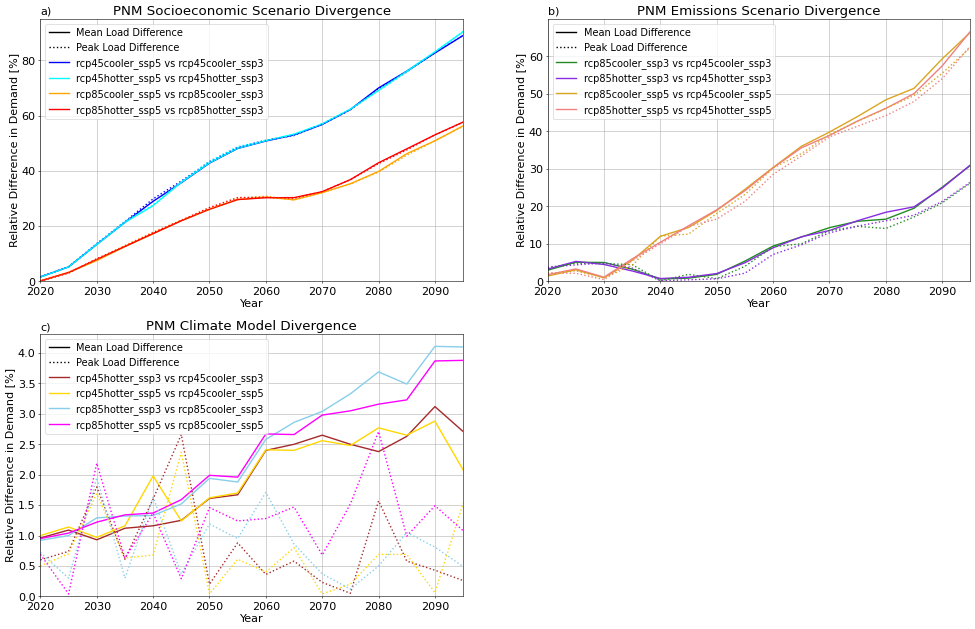 a)
PNM Socioeconomic Scenario Divergence
Relative Difference in Demand [%]
Mean Load Difference
Peak Load Difference
rcp45cooler_ssp5 vs rcp45cooler_ssp3
rcp45hotter_ssp5 vs rcp45hotter_ssp3
rcp85cooler_ssp5 vs rcp85cooler_ssp3
rcp85hotter_ssp5 vs rcp85hotter_ssp3
80
60
40
20
0
2020 2030 2040 2050 2060 2070 2080 2090
Year
b)
PNM Emissions Scenario Divergence
Relative Difference in Demand [%]
Mean Load Difference
Peak Load Difference
rcp85cooler_ssp3 vs rcp45cooler_ssp3
rcp85hotter_ssp3 vs rcp45hotter_ssp3
rcp85cooler_ssp5 vs rcp45cooler_ssp5
rcp85hotter_ssp5 vs rcp45hotter_ssp5
60
50
40
30
20
10
0
2020 2030 2040 2050 2060 2070 2080 2090
Year
c)
PNM Climate Model Divergence
Relative Difference in Demand [%]
Mean Load Difference
Peak Load Difference
rcp45hotter_ssp3 vs rcp45cooler_ssp3
rcp45hotter_ssp5 vs rcp45cooler_ssp5
rcp85hotter_ssp3 vs rcp85cooler_ssp3
rcp85hotter_ssp5 vs rcp85cooler_ssp5
4.0
3.5
3.0
2.5
2.0
1.5
1.0
0.5
0.0
2020 2030 2040 2050 2060 2070 2080 2090
Year